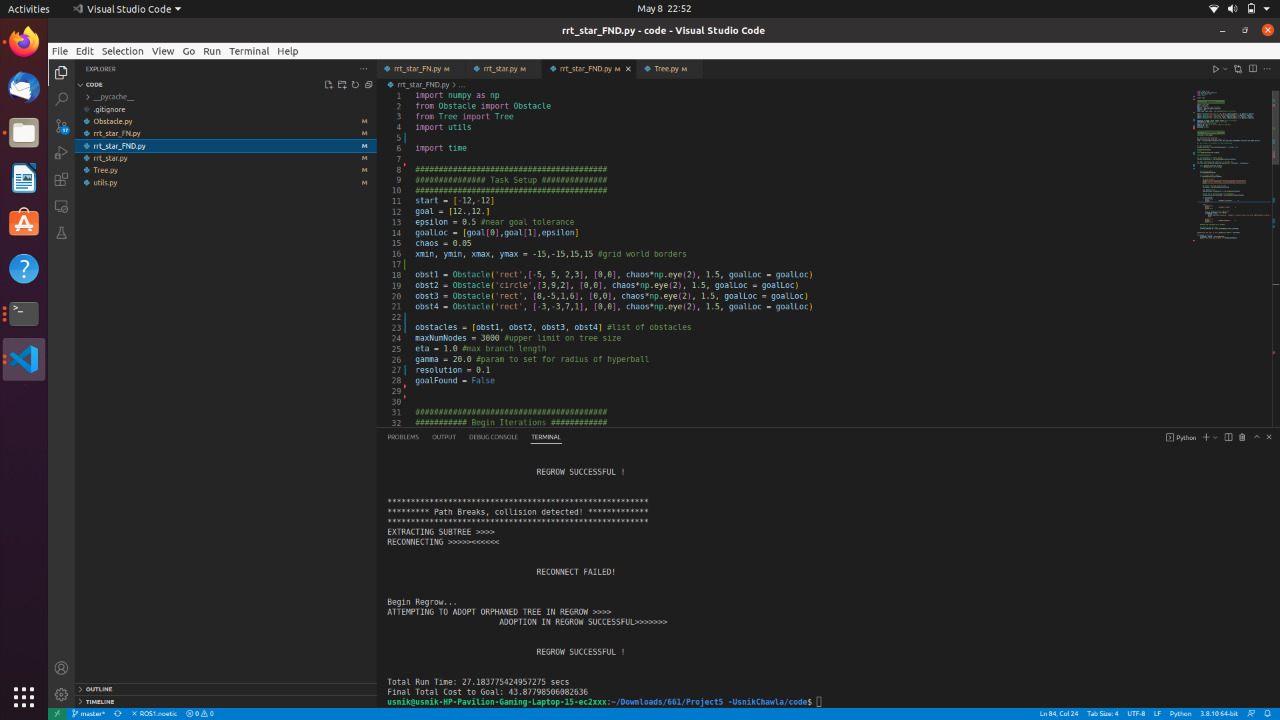 Activities
Visual Studio Code
May 8 22:52
rrt_star_FND.py - code - Visual Studio Code
File Edit Selection View Go Run Terminal Help
EXPLORER
CODE
__pycache__
.gitignore
Obstacle.py M
rrt_star_FN.py M
rrt_star_FND.py M
rrt_star.py M
Tree.py M
utils.py M
OUTLINE
TIMELINE
rrt_star_FN.py M
rrt_star.py M
rrt_star_FND.py M
Tree.py M
rrt_star_FND.py > ...
1 import numpy as np
2 from Obstacle import Obstacle
3 from Tree import Tree
4 import utils
5
6 import time
7
8 #########################################
9 ############### Task Setup ##############
10 #########################################
11 start = [-12,-12]
12 goal = [12.,12.]
13 epsilon = 0.5 #near goal tolerance
14 goalLoc = [goal[0],goal[1],epsilon]
15 chaos = 0.05
16 xmin, ymin, xmax, ymax = -15,-15,15,15 #grid world borders
17
18 obst1 = Obstacle('rect',[-5, 5, 2,3], [0,0], chaos*np.eye(2), 1.5, goalLoc = goalLoc)
19 obst2 = Obstacle('circle',[3,9,2], [0,0], chaos*np.eye(2), 1.5, goalLoc = goalLoc)
20 obst3 = Obstacle('rect', [8,-5,1,6], [0,0], chaos*np.eye(2), 1.5, goalLoc = goalLoc)
21 obst4 = Obstacle('rect', [-3,-3,7,1], [0,0], chaos*np.eye(2), 1.5, goalLoc = goalLoc)
22
23 obstacles = [obst1, obst2, obst3, obst4] #list of obstacles
24 maxNumNodes = 3000 #upper limit on tree size
25 eta = 1.0 #max branch length
26 gamma = 20.0 #param to set for radius of hyperball
27 resolution = 0.1
28 goalFound = False
29
30
31 #########################################
32 ########### Begin Iterations ############
PROBLEMS OUTPUT DEBUG CONSOLE TERMINAL
Python
REGROW SUCCESSFUL !
********************************************************
********* Path Breaks, collision detected! *************
********************************************************
EXTRACTING SUBTREE >>>>
RECONNECTING >>>>><<<<<<
RECONNECT FAILED!
Begin Regrow...
ATTEMPTING TO ADOPT ORPHANED TREE IN REGROW >>>>
ADOPTION IN REGROW SUCCESSFUL>>>>>>>
REGROW SUCCESSFUL !
Total Run Time: 27.183775424957275 secs
Final Total Cost to Goal: 43.87798506082636
usnik@usnik-HP-Pavilion-Gaming-Laptop-15-ec2xxx:~/Downloads/661/Project5 -UsnikChawla/code$
master* ROS1.noetic 0 0 Ln 84, Col 24 Tab Size: 4 UTF-8 LF Python 3.8.10 64-bit